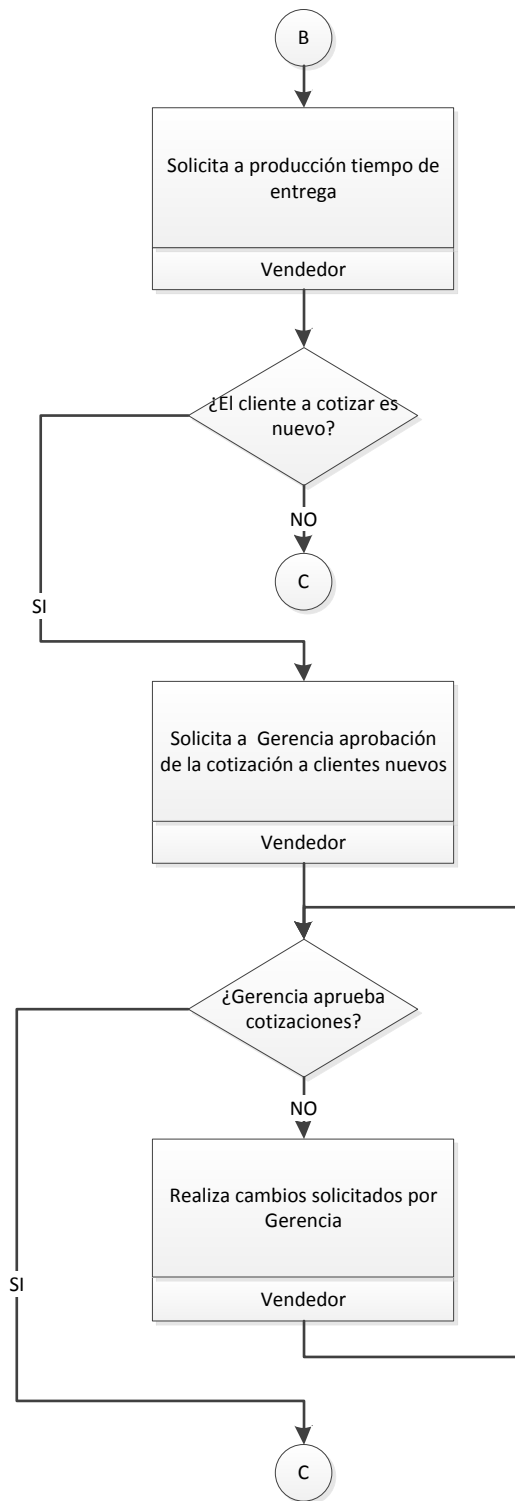 B
Solicita a producción tiempo de
entrega
Vendedor
¿El cliente a cotizar es
nuevo?
NO
C
SI
Solicita a  Gerencia aprobación
de la cotización a clientes nuevos
Vendedor
¿Gerencia aprueba
cotizaciones?
NO
Realiza cambios solicitados por
Gerencia
SI
Vendedor
C